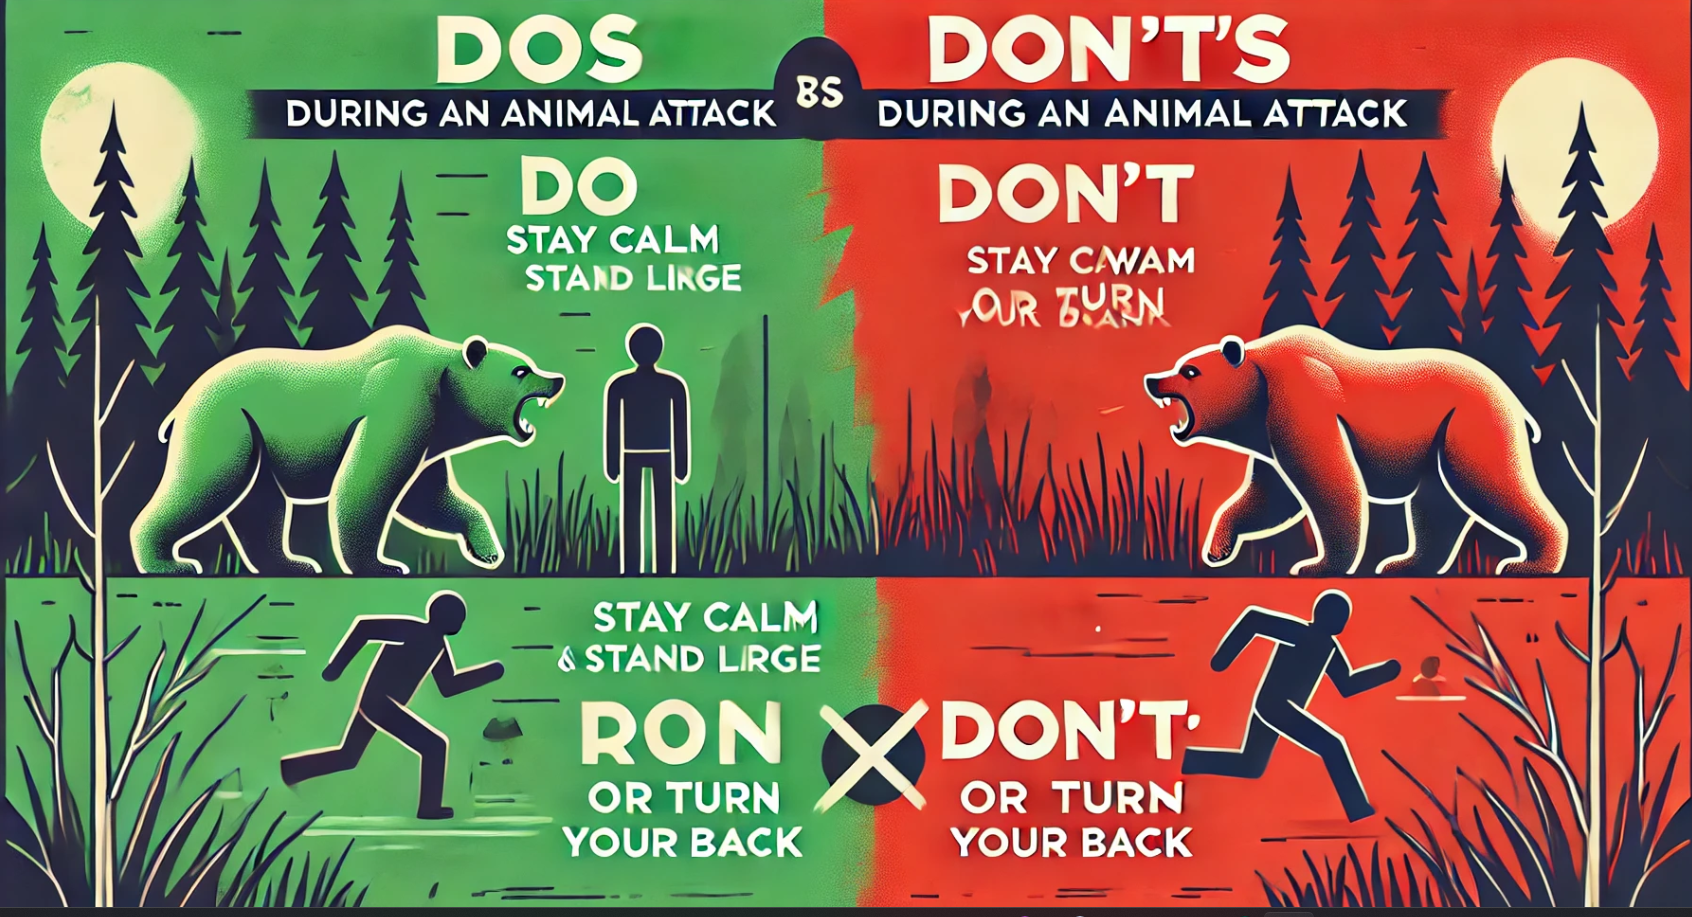 DOS
DURING AN ANIMAL ATTACK
BS
DON'T'S
DURING AN ANIMAL ATTACK
DO
STAY CALM
STAND LIRGE
DON'T
STAY CAWAM
OUR TURN
STAY CALM
& STAND LIRGE
RON
OR TURN
YOUR BACK
DON'T
OR TURN
YOUR BACK